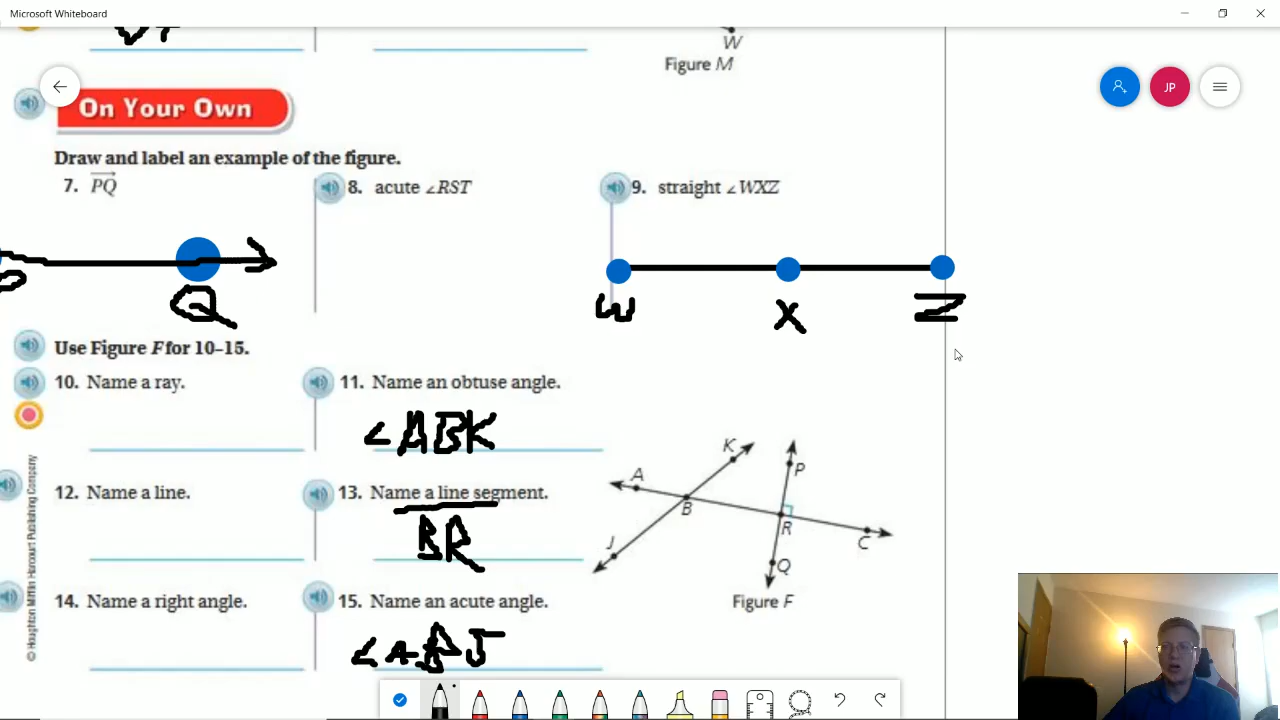 Microsoft Whiteboard
W
Figure M
JP
On Your Own
Draw and label an example of the figure.
7. PQ
8. acute ∠RST
9. straight ∠WXZ
Q
W
X
Z
Use Figure F for 10–15.
10. Name a ray.
11. Name an obtuse angle.
∠ABK
12. Name a line.
13. Name a line segment.
BR
14. Name a right angle.
15. Name an acute angle.
∠ABJ
K
P
A
B
R
C
J
Q
Figure F
© Houghton Mifflin Harcourt Publishing Company